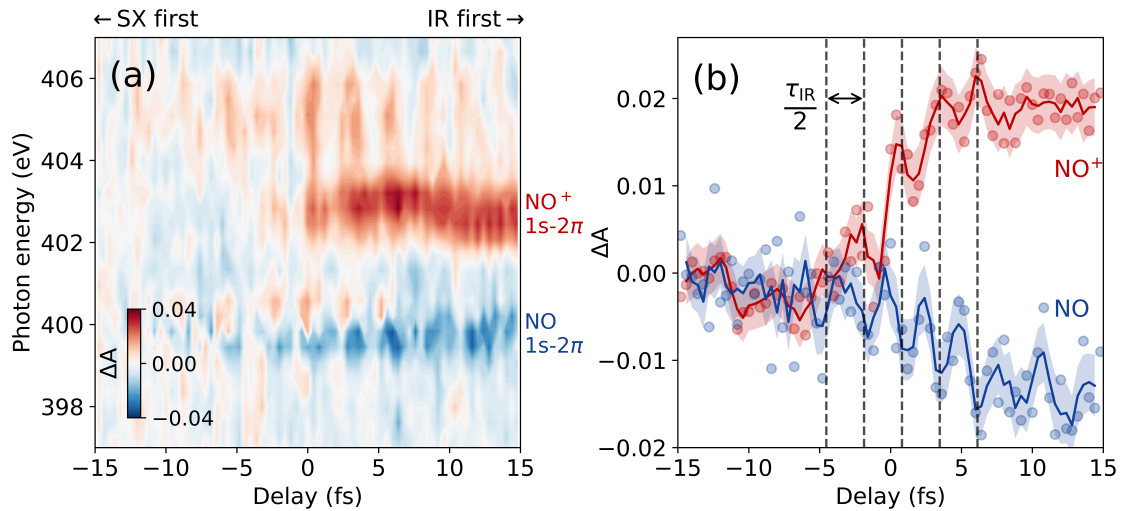 ←SX first
IR first→
(a)
406
404
402
400
398
Photon energy (eV)
NO⁺
1s-2π
NO
1s-2π
ΔA
0.04
0.00
−0.04
−15
−10
−5
0
5
10
15
Delay (fs)
(b)
τIR
2
0.02
0.01
0.00
−0.01
−0.02
ΔA
NO⁺
NO
−15
−10
−5
0
5
10
15
Delay (fs)